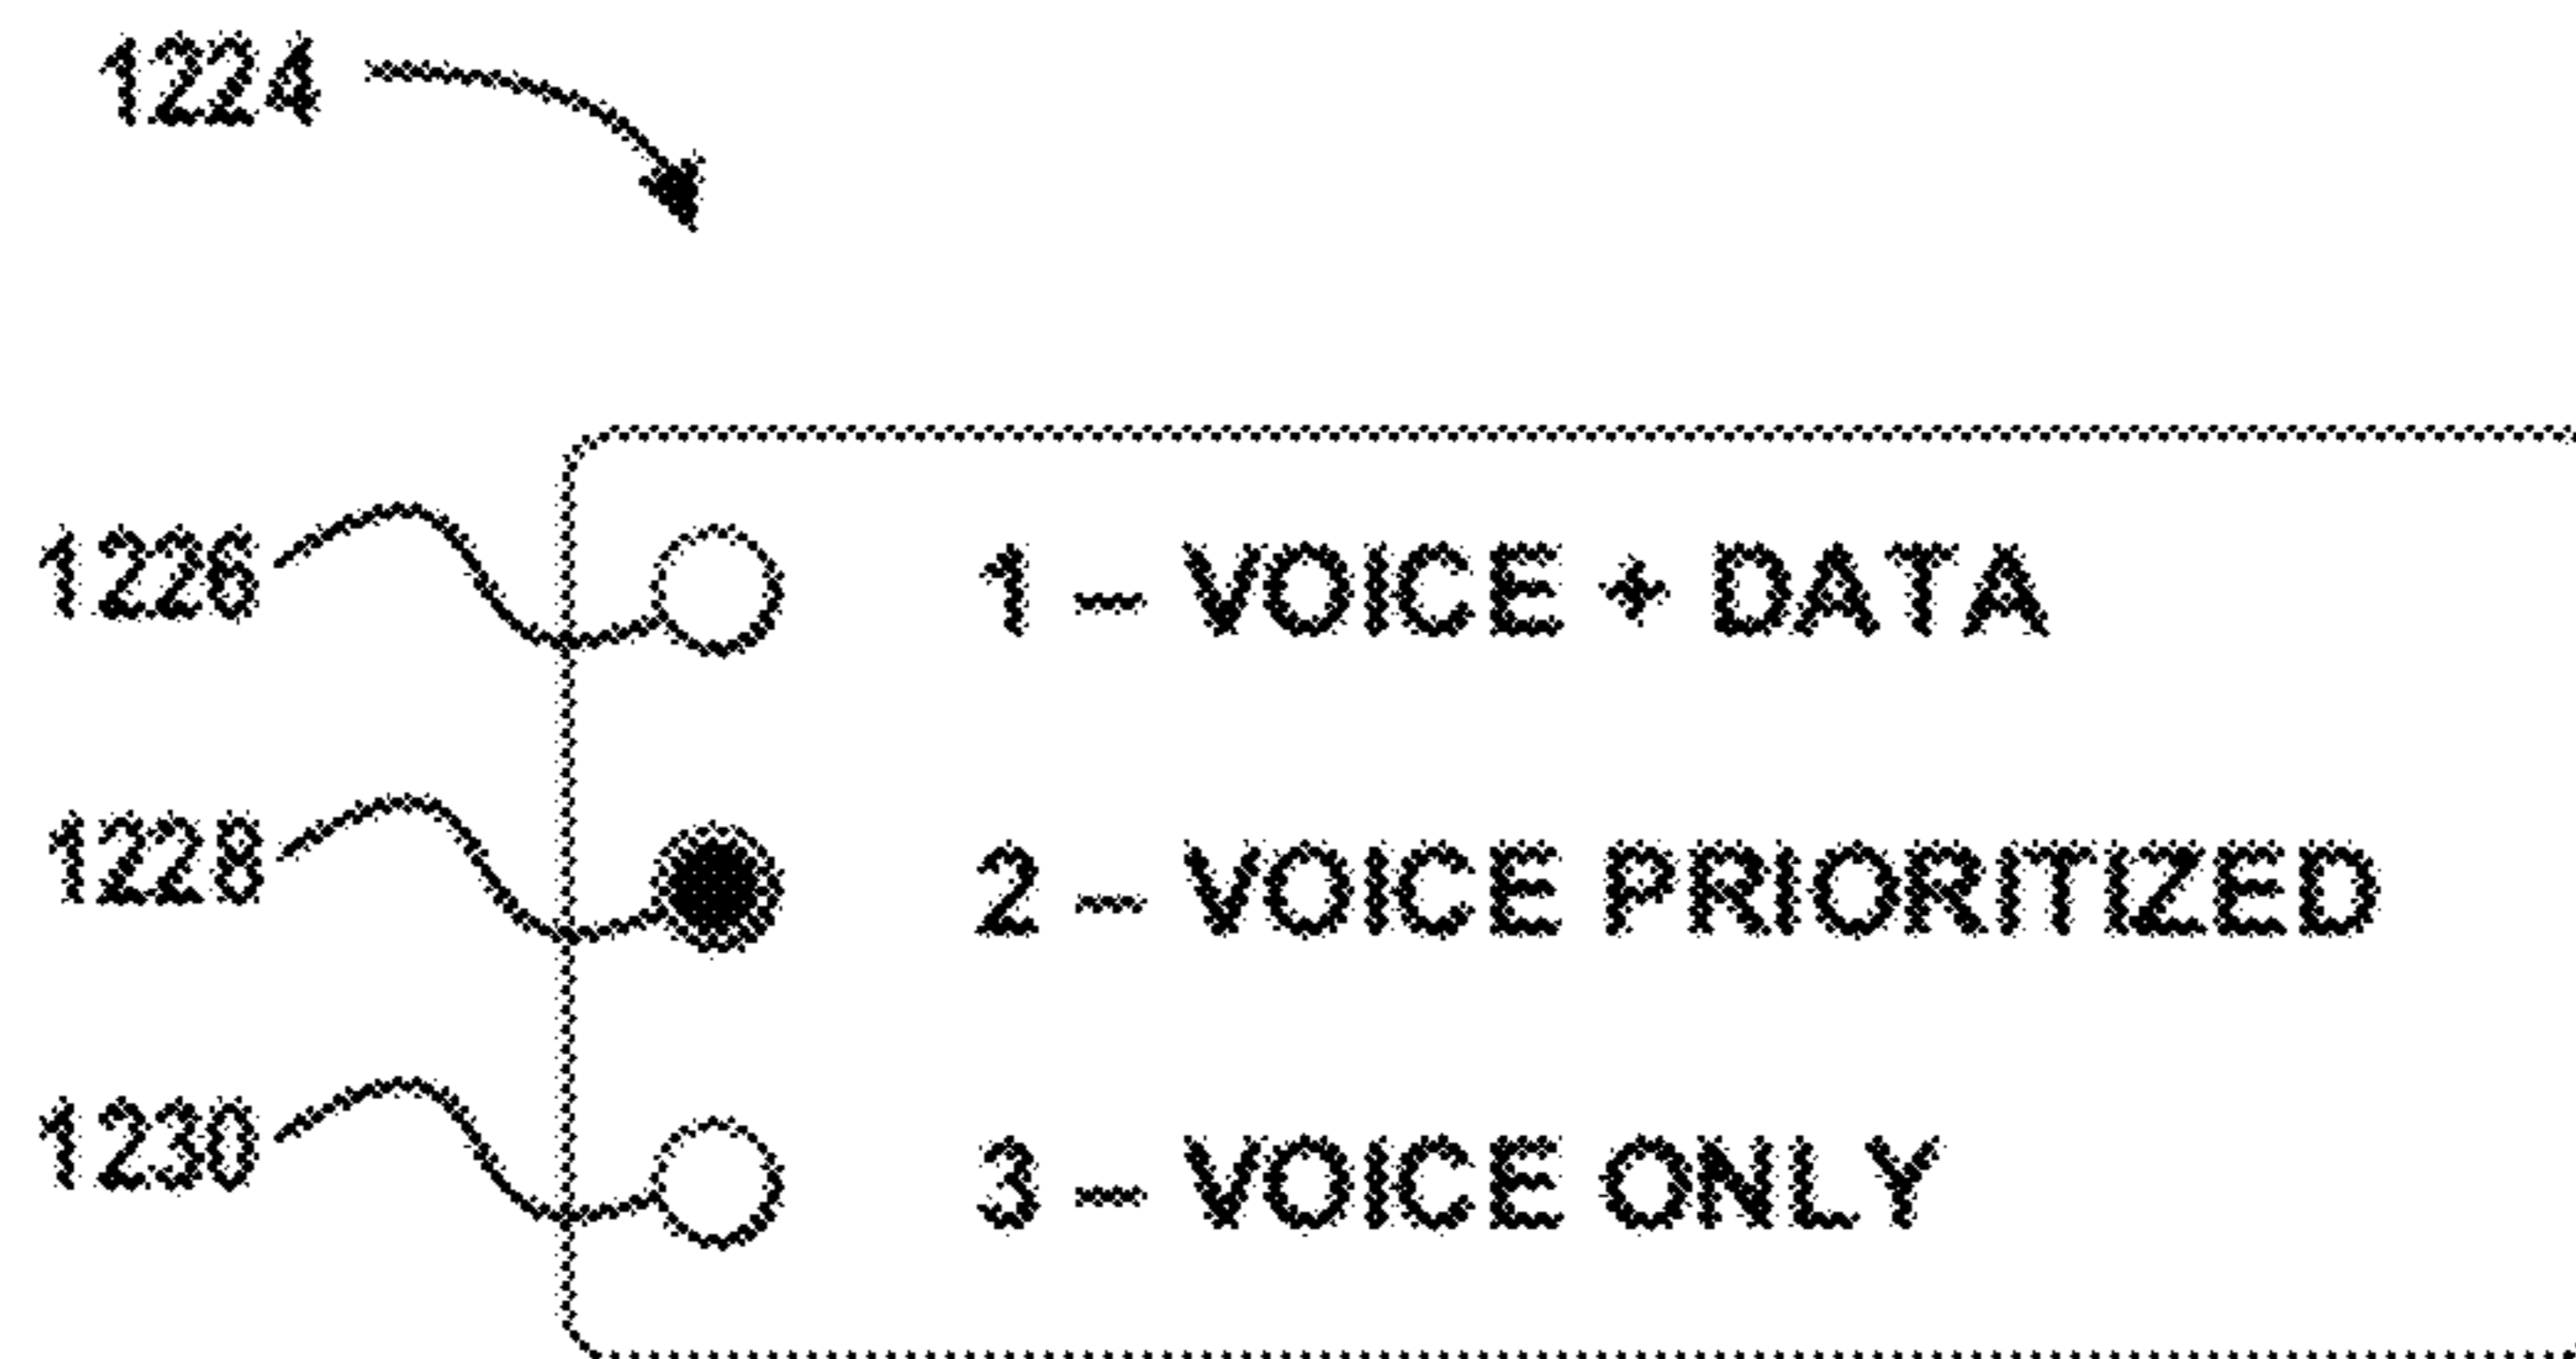 1224
1226 1 – VOICE + DATA
1228 2 – VOICE PRIORITIZED
1230 3 – VOICE ONLY